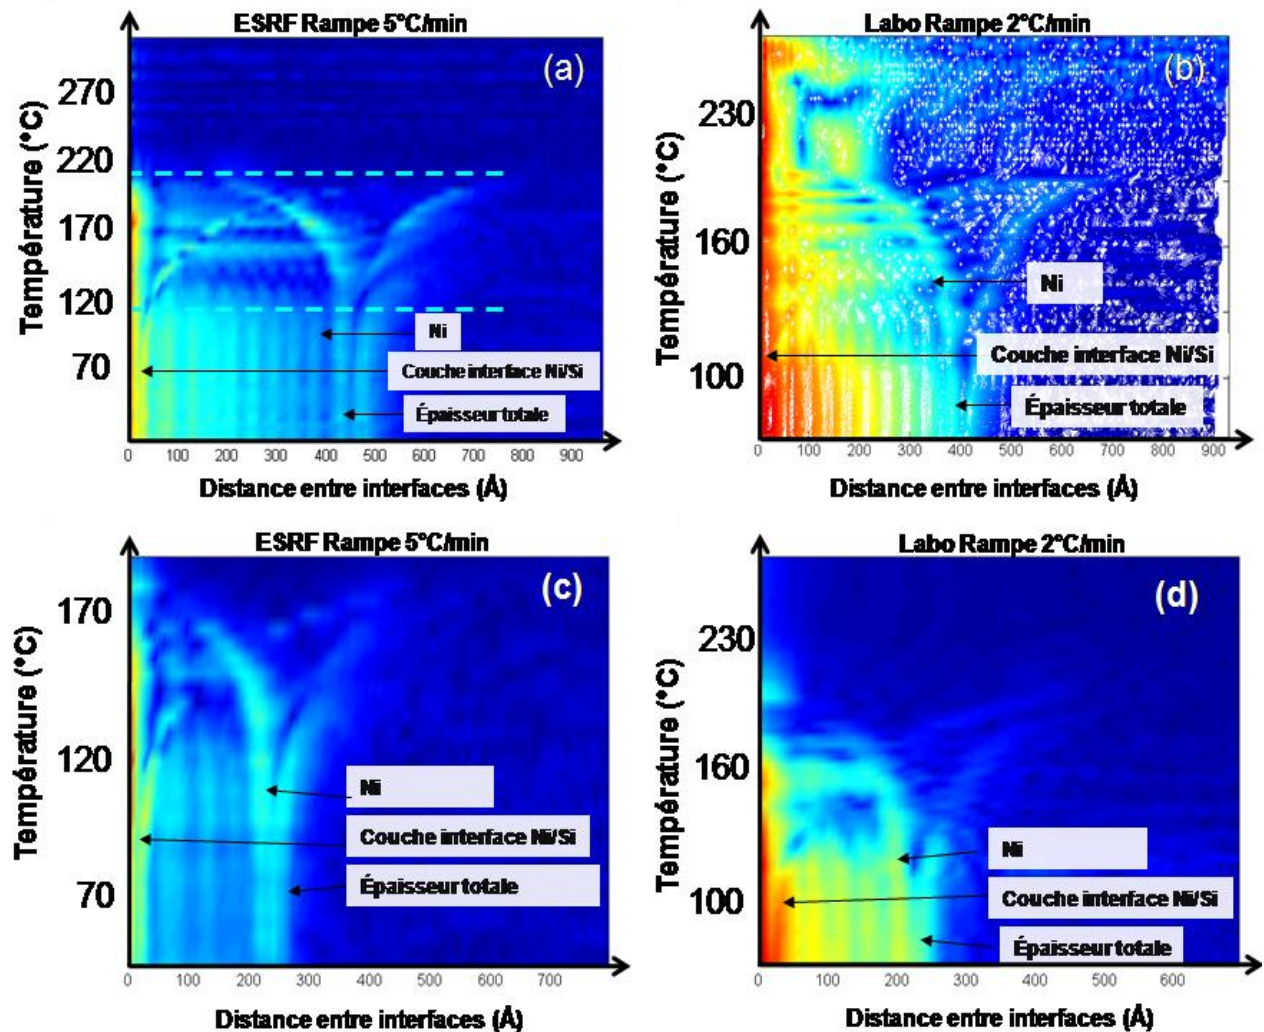 ESRF Rampe 5°C/min
(a)
270
220
170
120
70
Température (°C)
Ni
Couche interface Ni/Si
Épaisseur totale
0 100 200 300 400 500 600 700 800 900
Distance entre interfaces (Å)
Labo Rampe 2°C/min
(b)
230
160
100
Température (°C)
Ni
Couche interface Ni/Si
Épaisseur totale
0 100 200 300 400 500 600 700 800 900
Distance entre interfaces (Å)
ESRF Rampe 5°C/min
(c)
170
120
70
Température (°C)
Ni
Couche interface Ni/Si
Épaisseur totale
0 100 200 300 400 500 600 700
Distance entre interfaces (Å)
Labo Rampe 2°C/min
(d)
230
160
100
Température (°C)
Ni
Couche interface Ni/Si
Épaisseur totale
0 100 200 300 400 500 600
Distance entre interfaces (Å)